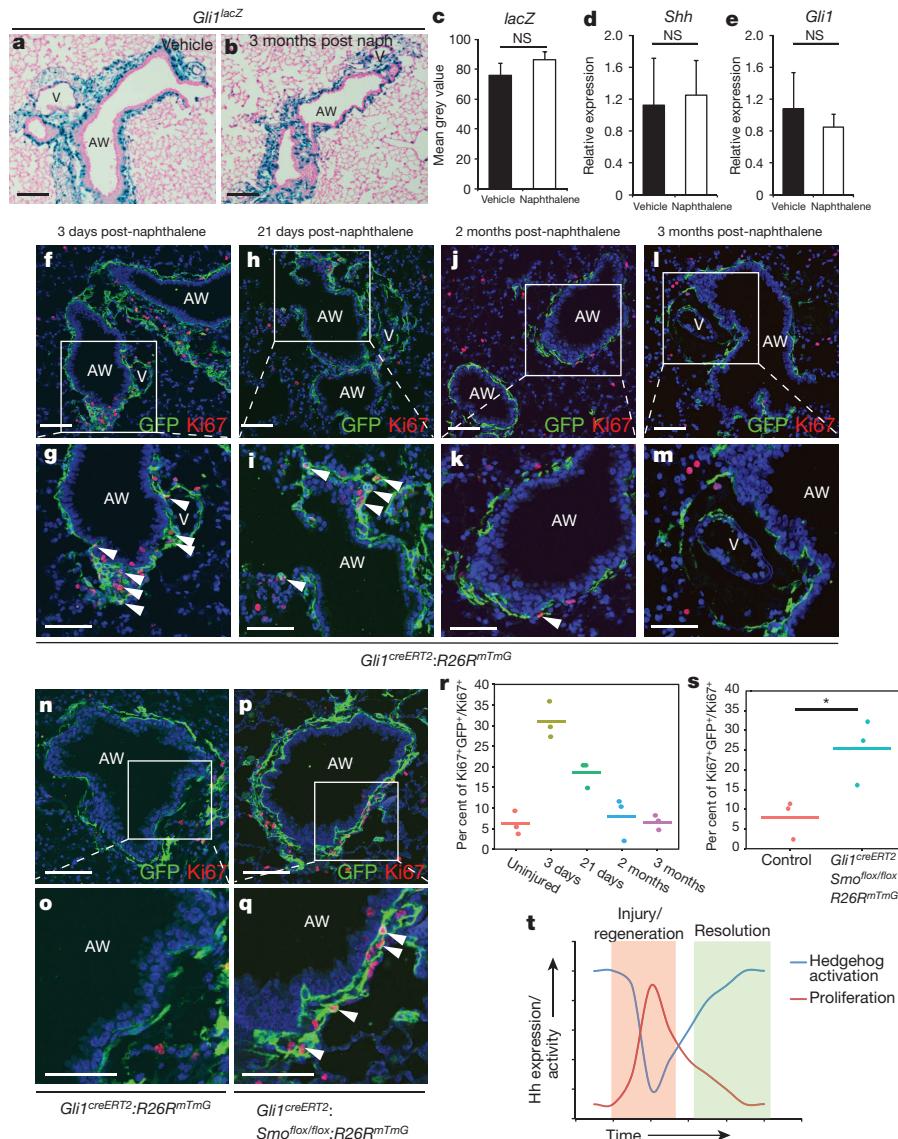 Gli1lacZ
a Vehicle V AW
b 3 months post naph V AW
c lacZ
NS
Mean grey value
100
80
60
40
20
0
Vehicle Naphthalene
d Shh
NS
Relative expression
2.0
1.6
1.2
0.8
0.4
0
Vehicle Naphthalene
e Gli1
NS
Relative expression
2.0
1.6
1.2
0.8
0.4
0
Vehicle Naphthalene
3 days post-naphthalene
21 days post-naphthalene
2 months post-naphthalene
3 months post-naphthalene
f AW AW V GFP Ki67
h AW V AW GFP Ki67
j AW AW GFP Ki67
l V AW GFP Ki67
g AW V
i AW
k AW
m AW V
Gli1creERT2:R26RmTmG
n AW GFP Ki67
p AW GFP Ki67
o AW
q AW
Gli1creERT2:R26RmTmG
Gli1creERT2:
Smoflox/flox:R26RmTmG
r
Per cent of Ki67+GFP+/Ki67+
40
35
30
25
20
15
10
5
0
Uninjured
3 days
21 days
2 months
3 months
s
*
Per cent of Ki67+GFP+/Ki67+
40
35
30
25
20
15
10
5
0
Control
Gli1creERT2
Smoflox/flox
R26RmTmG
t
Injury/
regeneration
Resolution
Hedgehog
activation
Proliferation
Hh expression/
activity
Time